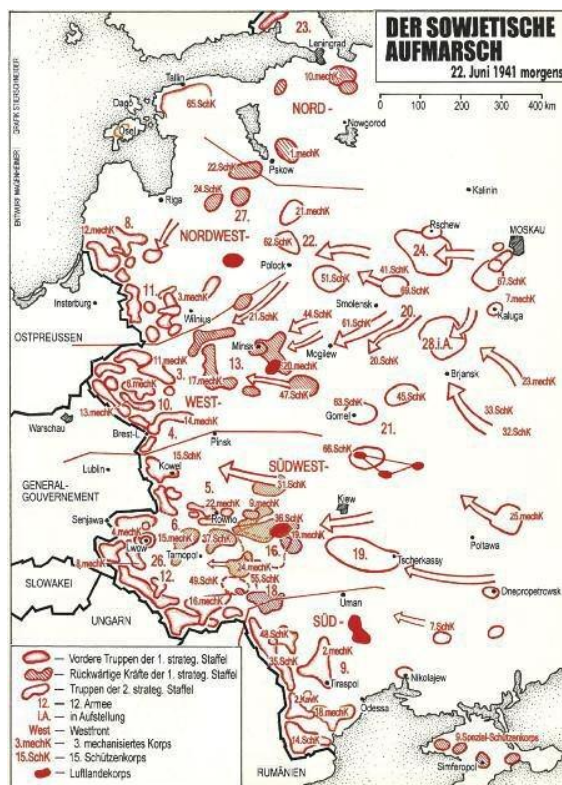 DER SOWJETISCHE
AUFMARSCH
22. Juni 1941 morgens
0 100 200 300 400 km
GRAFIK STIERSCHNEIDER
ENTWURF MAGENHEIMER
23.
Leningrad
10.mechK
Tallin
65.SchK
NORD-
Dagö
Ösel
Nowgorod
1.mechK
Pskow
22.SchK
24.SchK
Riga
27.
21.mechK
Kalinin
12.mechK
8.
NORDWEST-
62.SchK
22.
Rschew
24.
MOSKAU
Polock
51.SchK
41.SchK
69.SchK
67.SchK
7.mechK
Kaluga
11.
3.mechK
Insterburg
Wilnius
21.SchK
44.SchK
61.SchK
Smolensk
20.
OSTPREUSSEN
Minsk
Mogilew
20.SchK
28.i.A.
11.mechK
3.
13.
20.mechK
Brjansk
6.mechK
17.mechK
47.SchK
23.mechK
10.
WEST-
63.SchK
45.SchK
33.SchK
32.SchK
13.mechK
14.mechK
Gomel
21.
Warschau
Brest-L.
4.
Pinsk
66.SchK
15.SchK
SÜDWEST-
Lublin
Kowel
31.SchK
GENERAL-
GOUVERNEMENT
5.
22.mechK
9.mechK
Kiew
25.mechK
Senjawa
6.
Rowno
36.SchK
19.mechK
4.mechK
Lwow
15.mechK
37.SchK
16.
19.
Poltawa
8.mechK
26.
Tarnopol
24.mechK
Tscherkassy
SLOWAKEI
12.
49.SchK
55.SchK
16.mechK
18.
Uman
Dnepropetrowsk
UNGARN
SÜD-
48.SchK
7.SchK
35.SchK
2.mechK
9.
Tiraspol
Nikolajew
2.KavK
18.mechK
Odessa
14.SchK
RUMÄNIEN
9.Spezial-Schützenkorps
Simferopol
— Vordere Truppen der 1. strateg. Staffel
— Rückwärtige Kräfte der 1. strateg. Staffel
— Truppen der 2. strateg. Staffel
12. — 12. Armee
I.A. — in Aufstellung
West — Westfront
3.mechK — 3. mechanisiertes Korps
15.SchK — 15. Schützenkorps
— Luftlandekorps